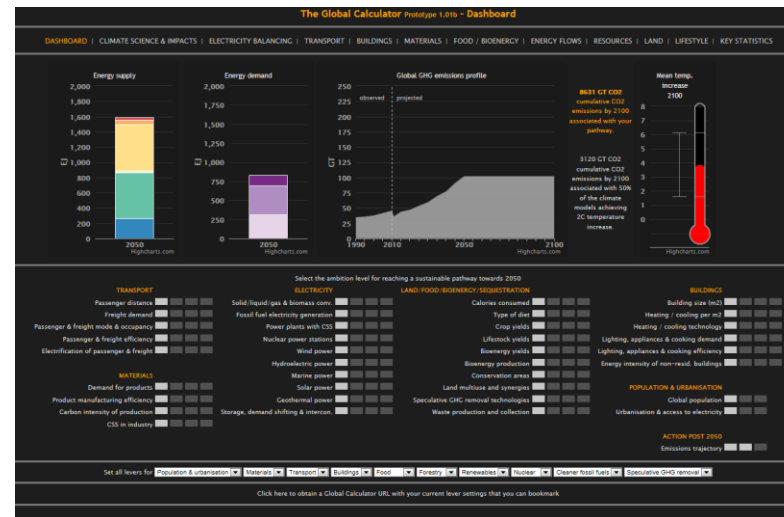 The Global Calculator Prototype 1.01b - Dashboard
DASHBOARD | CLIMATE SCIENCE & IMPACTS | ELECTRICITY BALANCING | TRANSPORT | BUILDINGS | MATERIALS | FOOD / BIOENERGY | ENERGY FLOWS | RESOURCES | LAND | LIFESTYLE | KEY STATISTICS
Energy supply
2,000
1,800
1,600
1,400
1,200
EJ 1,000
800
600
400
200
0
2050
Highcharts.com
Energy demand
2,000
1,750
1,500
1,250
EJ 1,000
750
500
250
0
2050
Highcharts.com
Global GHG emissions profile
250
225
observed projected
200
175
150
GT 125
100
75
50
25
0
1990 2010 2050 2100
Highcharts.com
8631 GT CO2
cumulative CO2
emissions by 2100
associated with your
pathway.
3120 GT CO2
cumulative CO2
emissions by 2100
associated with 50%
of the climate
models achieving
2C temperature
increase.
Mean temp.
increase
2100
8
7
6
5
4
3
2
1
0
Highcharts.com
Select the ambition level for reaching a sustainable pathway towards 2050
TRANSPORT
Passenger distance
Freight demand
Passenger & freight mode & occupancy
Passenger & freight efficiency
Electrification of passenger & freight
MATERIALS
Demand for products
Product manufacturing efficiency
Carbon intensity of production
CSS in industry
ELECTRICITY
Solid/liquid/gas & biomass conv.
Fossil fuel electricity generation
Power plants with CSS
Nuclear power stations
Wind power
Hydroelectric power
Marine power
Solar power
Geothermal power
Storage, demand shifting & intercon.
LAND/FOOD/BIOENERGY/SEQUESTRATION
Calories consumed
Type of diet
Crop yields
Lifestock yields
Bioenergy yields
Bioenergy production
Conservation areas
Land multiuse and synergies
Speculative GHG removal technologies
Waste production and collection
BUILDINGS
Building size (m2)
Heating / cooling per m2
Heating / cooling technology
Lighting, appliances & cooking demand
Lighting, appliances & cooking efficiency
Energy intensity of non-resid. buildings
POPULATION & URBANISATION
Global population
Urbanisation & access to electricity
ACTION POST 2050
Emissions trajectory
Set all levers for Population & urbanisation Materials Transport Buildings Food Forestry Renewables Nuclear Cleaner fossil fuels Speculative GHG removal
Click here to obtain a Global Calculator URL with your current lever settings that you can bookmark